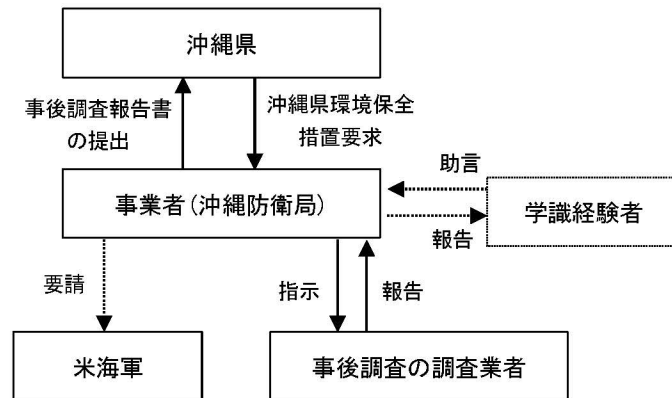 沖縄県
事後調査報告書
の提出
沖縄県環境保全
措置要求
事業者(沖縄防衛局)
助言
報告
学識経験者
要請
指示
報告
米海軍
事後調査の調査業者